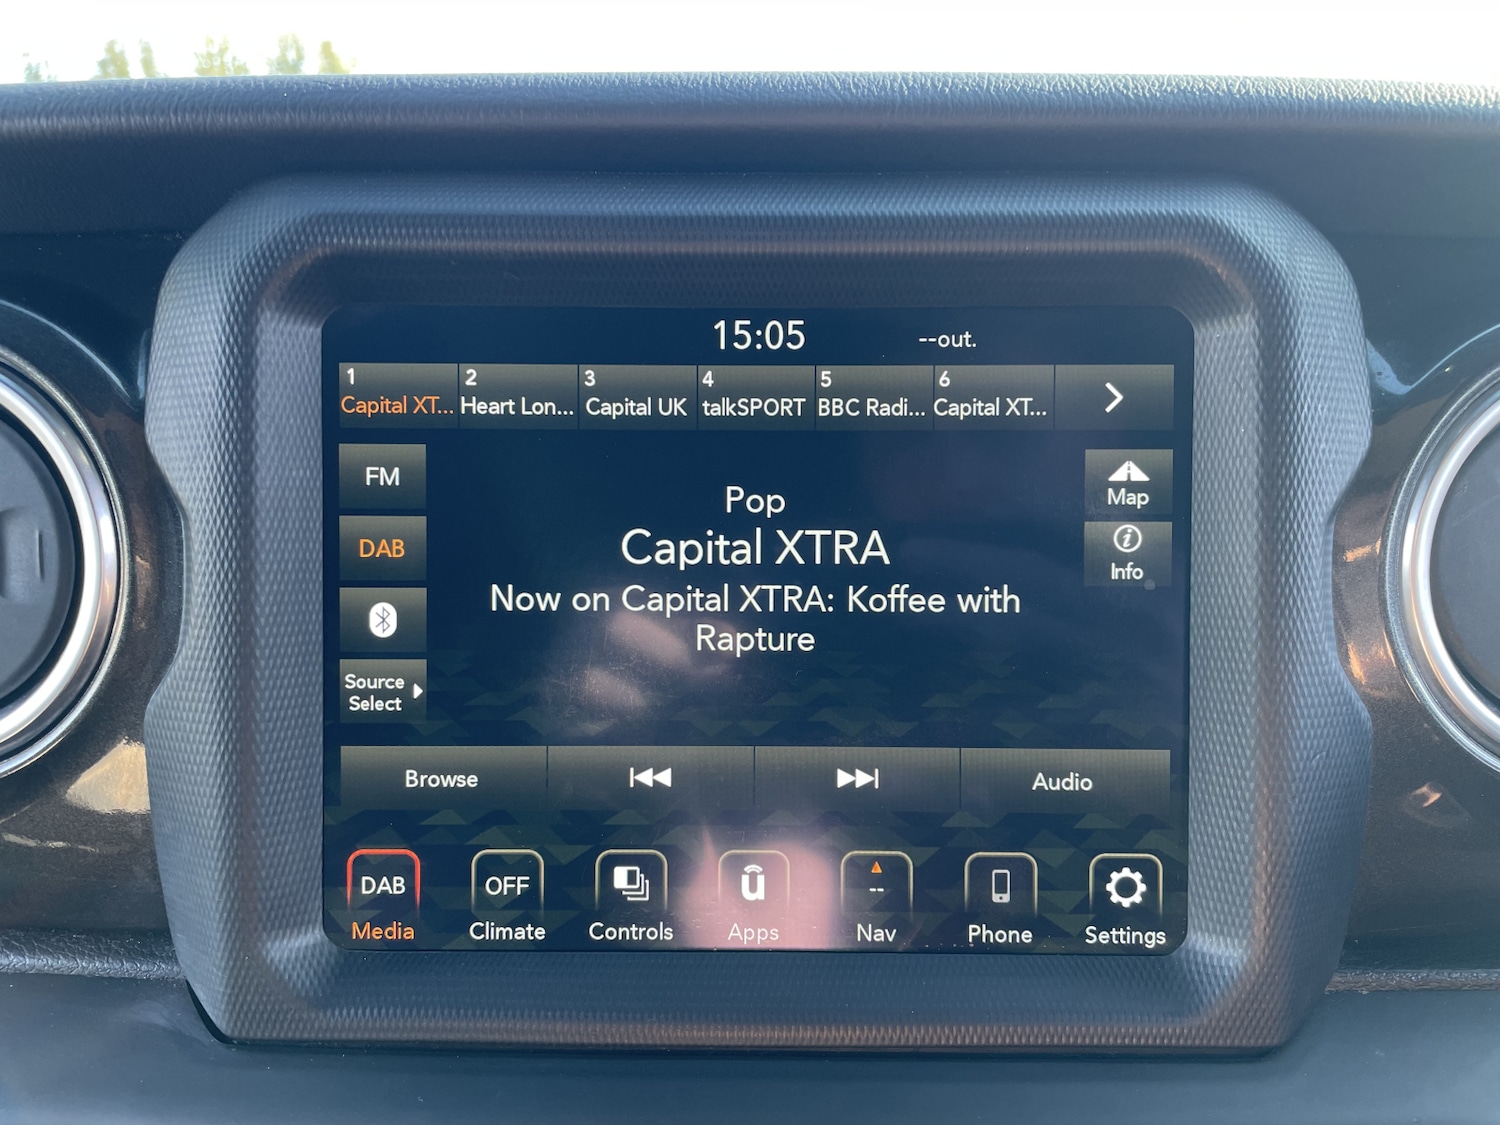 15:05
--out.
1
Capital XT...
2
Heart Lon...
3
Capital UK
4
talkSPORT
5
BBC Radi...
6
Capital XT...
FM
DAB
Source
Select
Pop
Capital XTRA
Now on Capital XTRA: Koffee with
Rapture
Map
Info
Browse
Audio
DAB
Media
OFF
Climate
Controls
ū
Apps
--
Nav
Phone
Settings